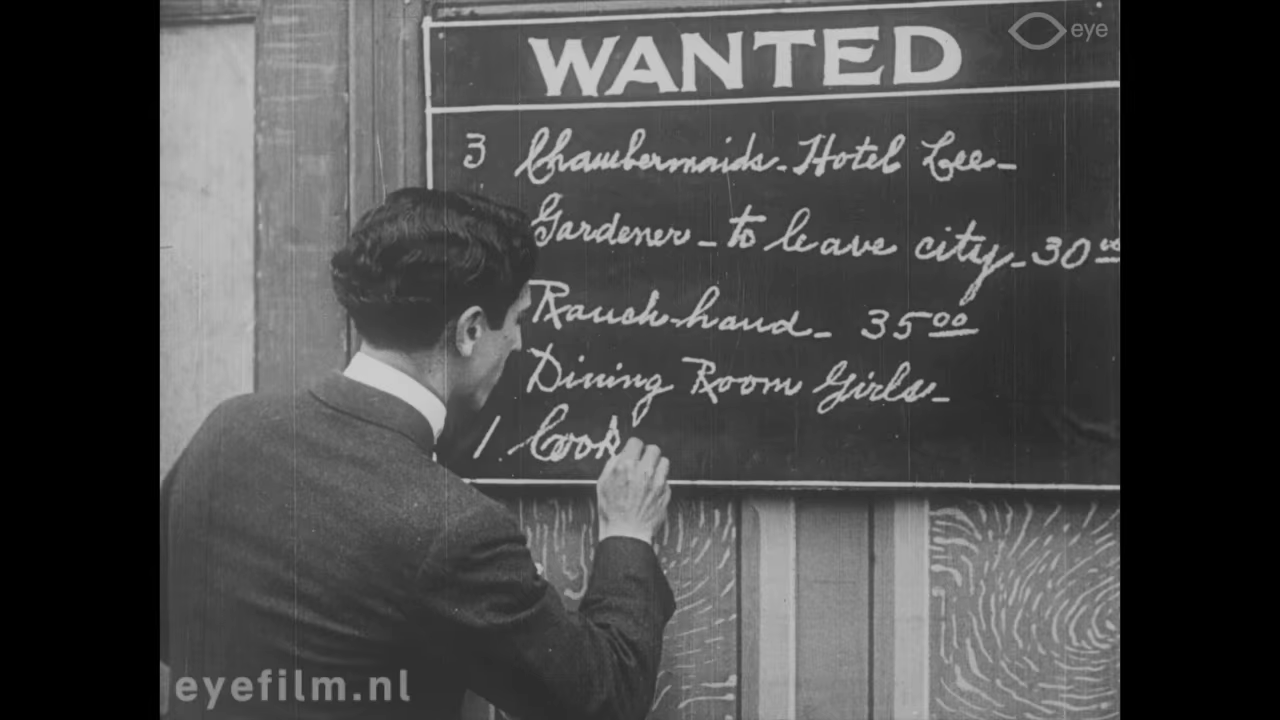 eye
WANTED
3 Chambermaids - Hotel Lee -
Gardener - to leave city - 30 00
Ranch-hand - 35 00
Dining Room Girls -
1 Cook
eyefilm.nl